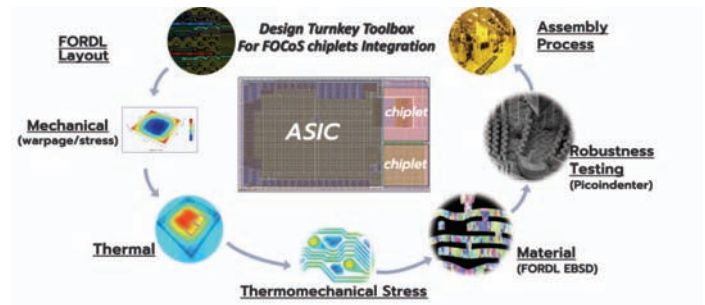 Design Turnkey Toolbox
For FOCoS chiplets Integration
FORDL
Layout
Assembly
Process
Mechanical
(warpage/stress)
ASIC
chiplet
chiplet
Robustness
Testing
(Picoindenter)
Thermal
Thermomechanical Stress
Material
(FORDL EBSD)